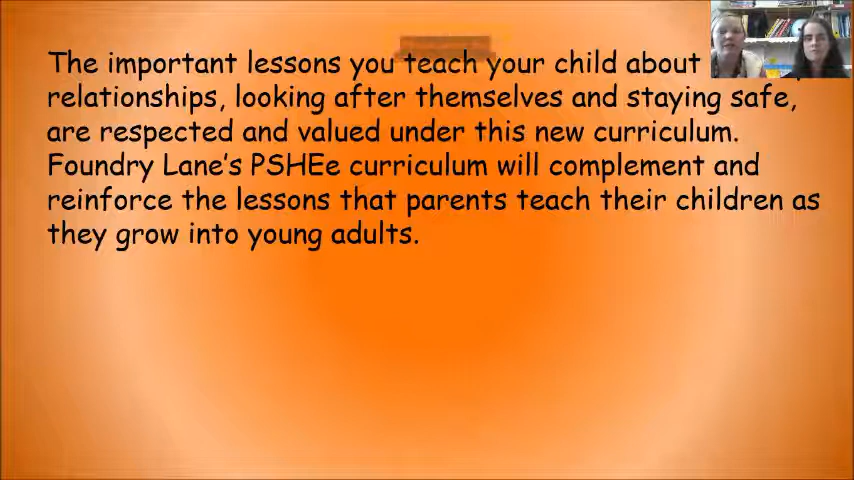 The important lessons you teach your child about
relationships, looking after themselves and staying safe,
are respected and valued under this new curriculum.
Foundry Lane's PSHEe curriculum will complement and
reinforce the lessons that parents teach their children as
they grow into young adults.